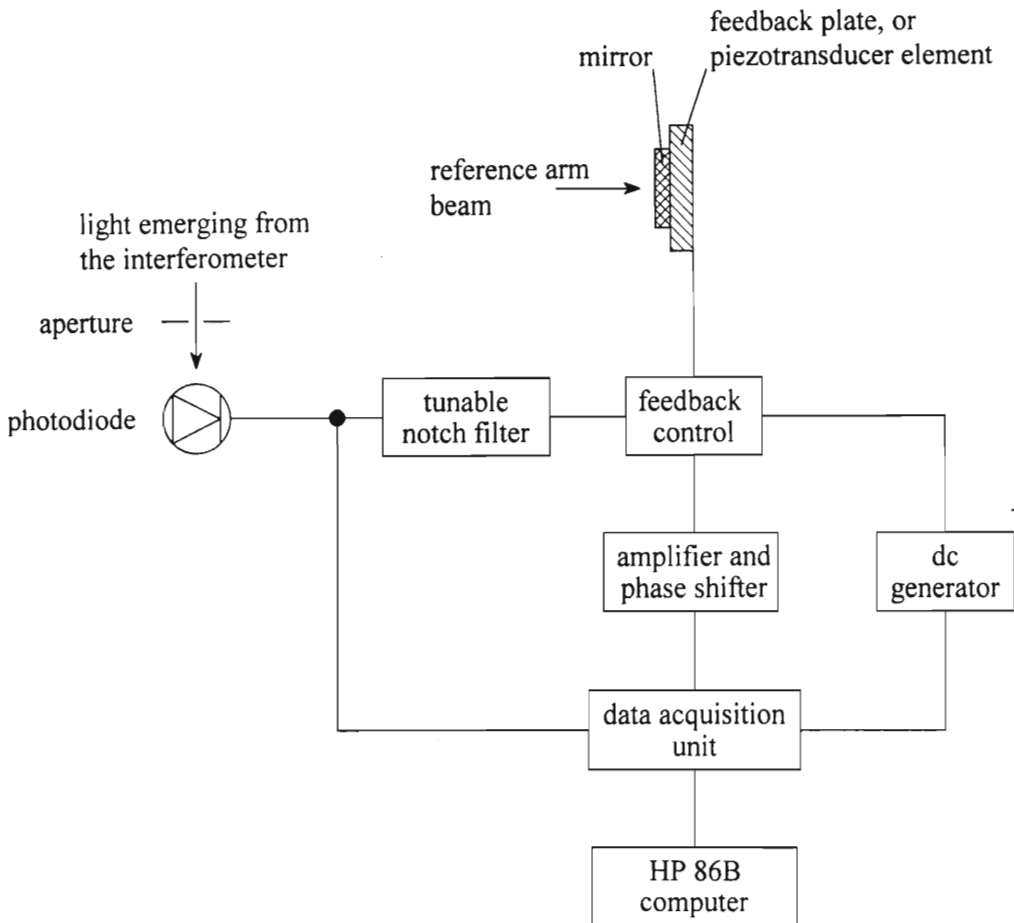 feedback plate, or
piezotransducer element
mirror
reference arm
beam
light emerging from
the interferometer
aperture
photodiode
tunable
notch filter
feedback
control
amplifier and
phase shifter
dc
generator
data acquisition
unit
HP 86B
computer